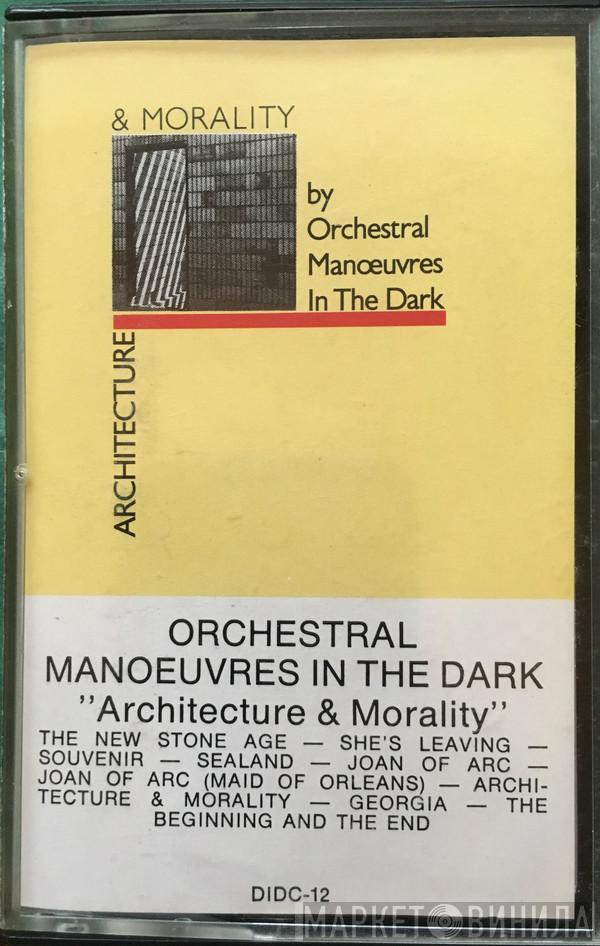 & MORALITY
by
Orchestral
Manœuvres
In The Dark
ARCHITECTURE
ORCHESTRAL
MANOEUVRES IN THE DARK
"Architecture & Morality"
THE NEW STONE AGE — SHE'S LEAVING —
SOUVENIR — SEALAND — JOAN OF ARC —
JOAN OF ARC (MAID OF ORLEANS) — ARCHI-
TECTURE & MORALITY — GEORGIA — THE
BEGINNING AND THE END
DIDC-12
МАРКЕТ ВИНИЛА